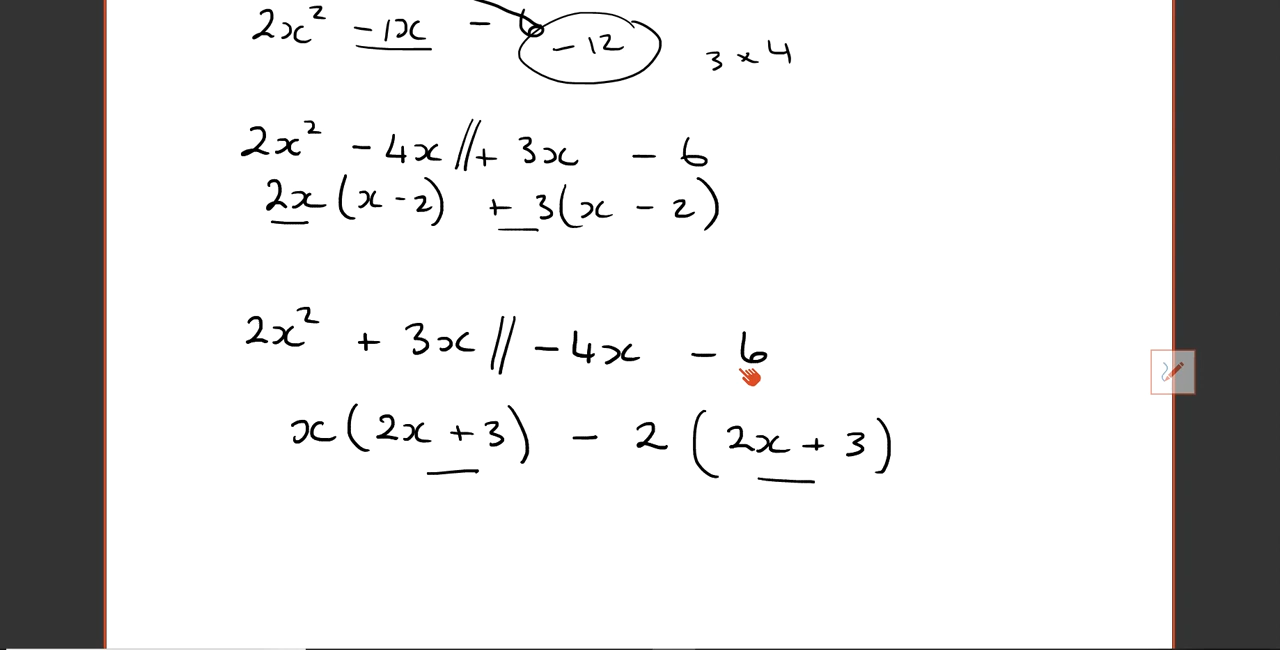 2x² -1x - 6 -12 3 x 4
2x² - 4x // + 3x - 6
2x(x-2) + 3(x - 2)
2x² + 3x // - 4x - 6
x(2x + 3) - 2(2x + 3)